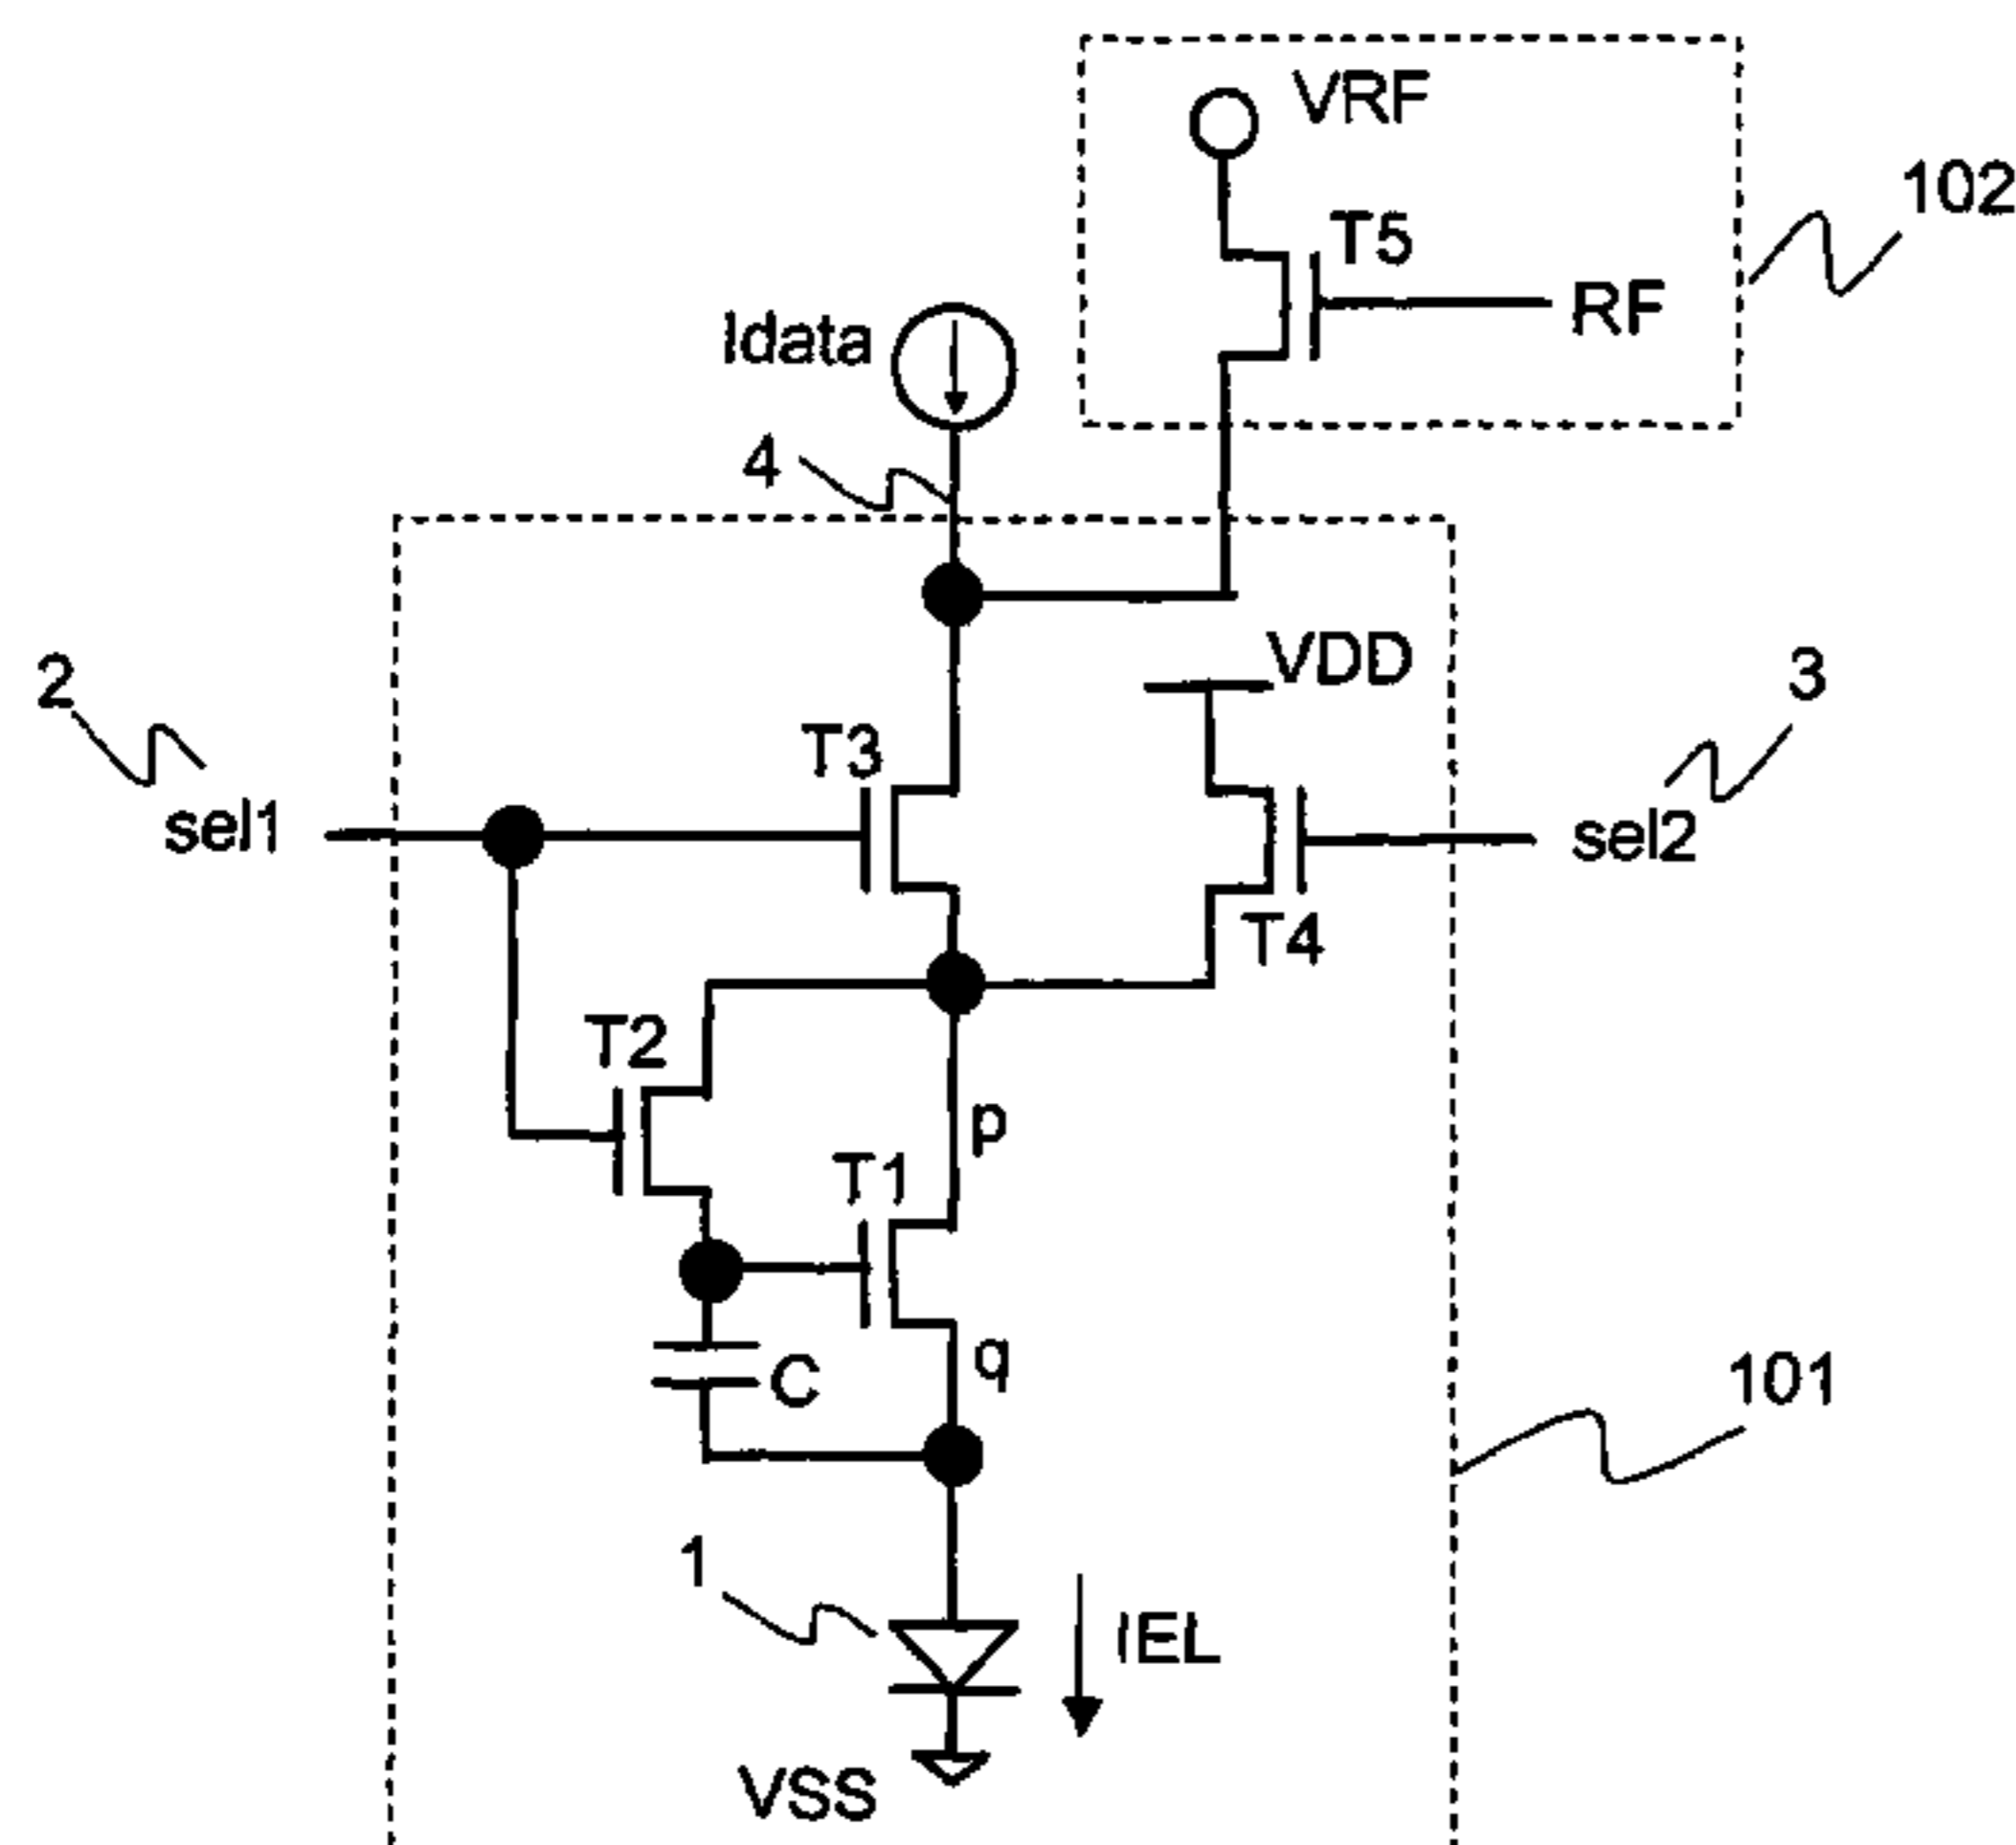 VRF
102
T5
RF
Idata
4
VDD
2
3
T3
sel1
sel2
T4
T2
p
T1
q
C
101
1
IEL
VSS